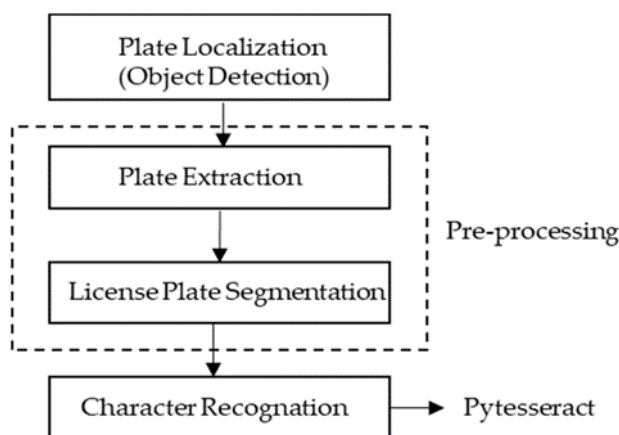 Plate Localization
(Object Detection)
Plate Extraction
Pre-processing
License Plate Segmentation
Character Recognation
Pytesseract